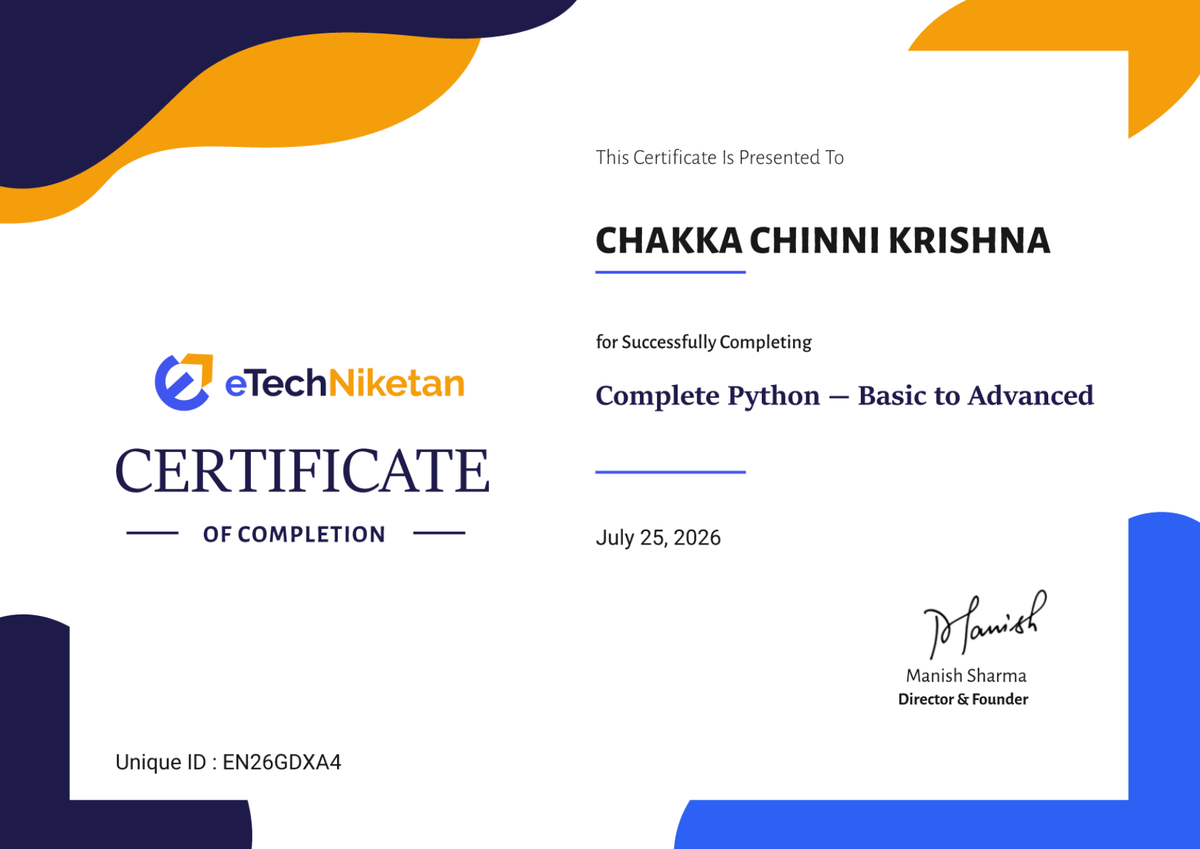 This Certificate Is Presented To
CHAKKA CHINNI KRISHNA
for Successfully Completing
Complete Python — Basic to Advanced
eTechNiketan
CERTIFICATE
OF COMPLETION
July 25, 2026
Manish
Manish Sharma
Director & Founder
Unique ID : EN26GDXA4